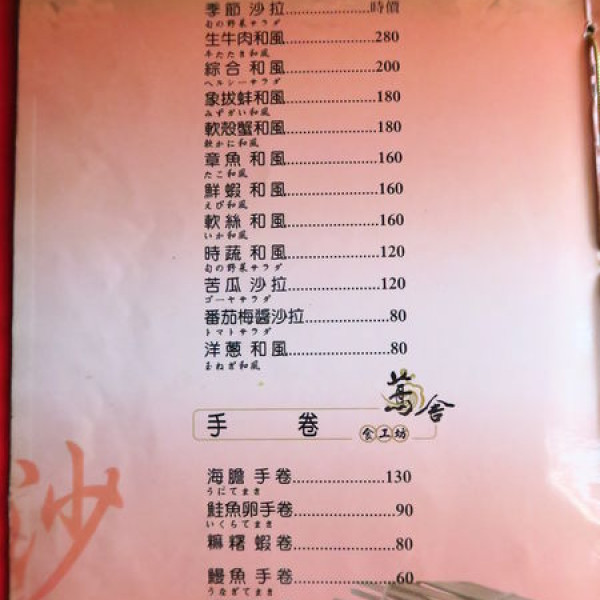 季節 沙拉..................時價
旬の野菜サラダ
生牛肉和風...................280
牛たたき和風
綜合 和風...................200
ヘルシーサラダ
象拔蚌和風...................180
みずかい和風
軟殼蟹和風...................180
軟かに和風
章魚 和風...................160
たこ和風
鮮蝦 和風...................160
えび和風
軟絲 和風...................160
いか和風
時蔬 和風...................120
旬の野菜サラダ
苦瓜 沙拉...................120
ゴーヤサラダ
番茄梅醬沙拉.................80
トマトサラダ
洋蔥 和風....................80
玉ねぎ和風
蔦舍
手 卷
食工坊
海膽 手卷....................130
うにてまき
鮭魚卵手卷....................90
いくらてまき
麻糬 蝦卷....................80
鰻魚 手卷....................60
うなぎてまき
沙